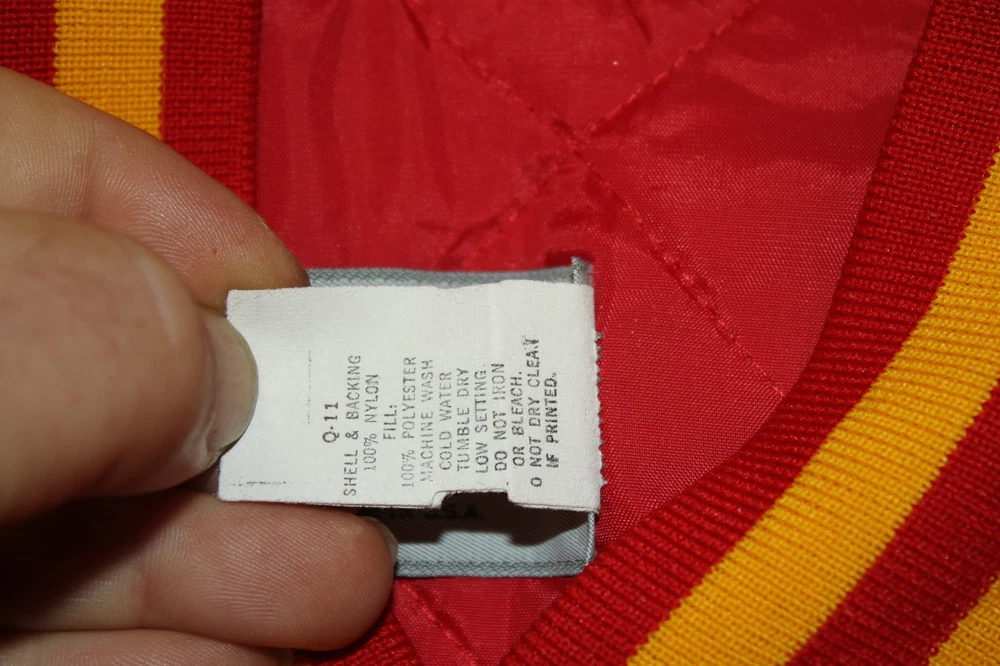 Q-11
SHELL & BACKING
100% NYLON
FILL:
100% POLYESTER
MACHINE WASH
COLD WATER
TUMBLE DRY
LOW SETTING.
DO NOT IRON
OR BLEACH.
O NOT DRY CLEAN
IF PRINTED.
U.S.A